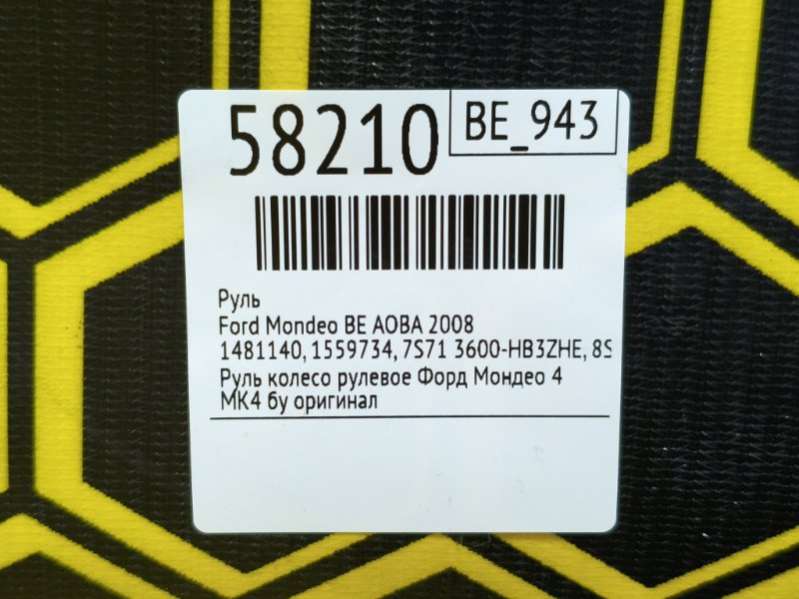 58210
BE_943
Руль
Ford Mondeo BE AOBA 2008
1481140, 1559734, 7S71 3600-HB3ZHE, 8S
Руль колесо рулевое Форд Мондео 4
МК4 бу оригинал